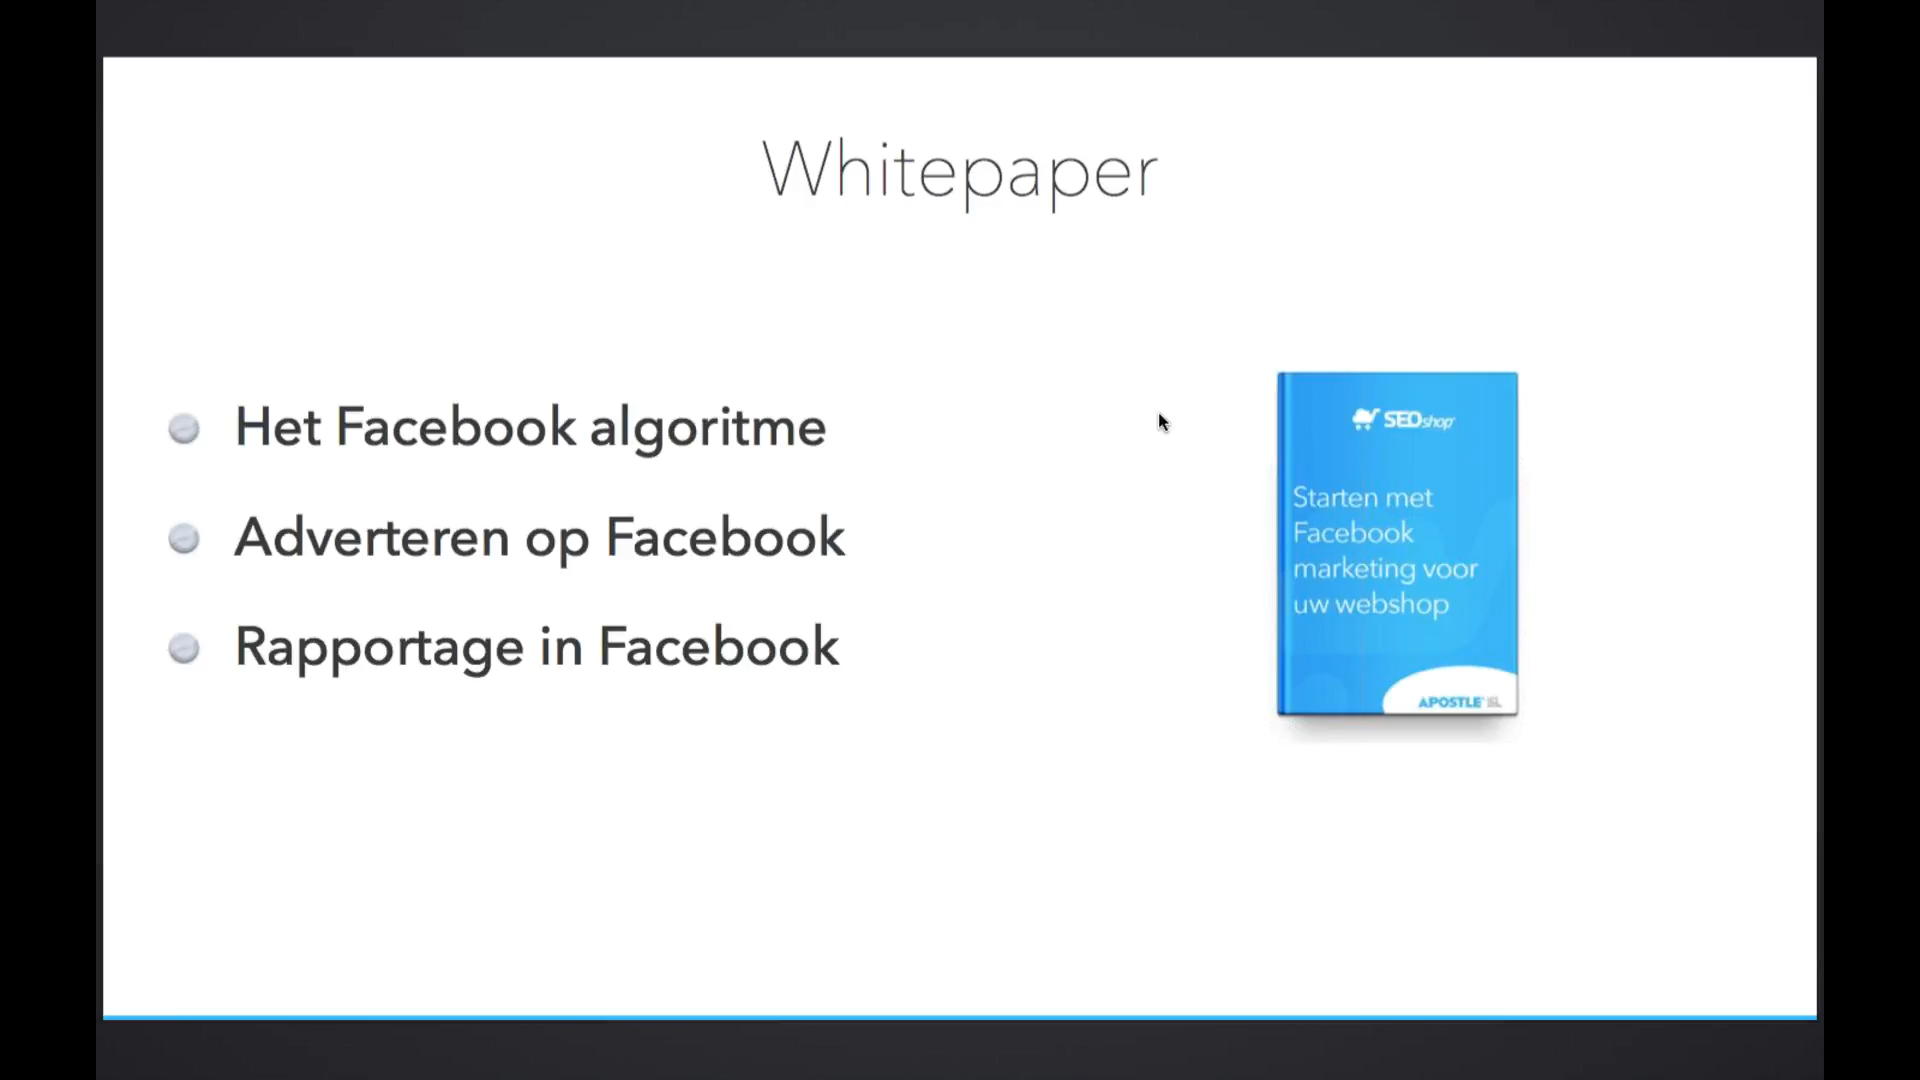 Whitepaper
Het Facebook algoritme
Adverteren op Facebook
Rapportage in Facebook
SEOshop
Starten met
Facebook
marketing voor
uw webshop
APOSTLE